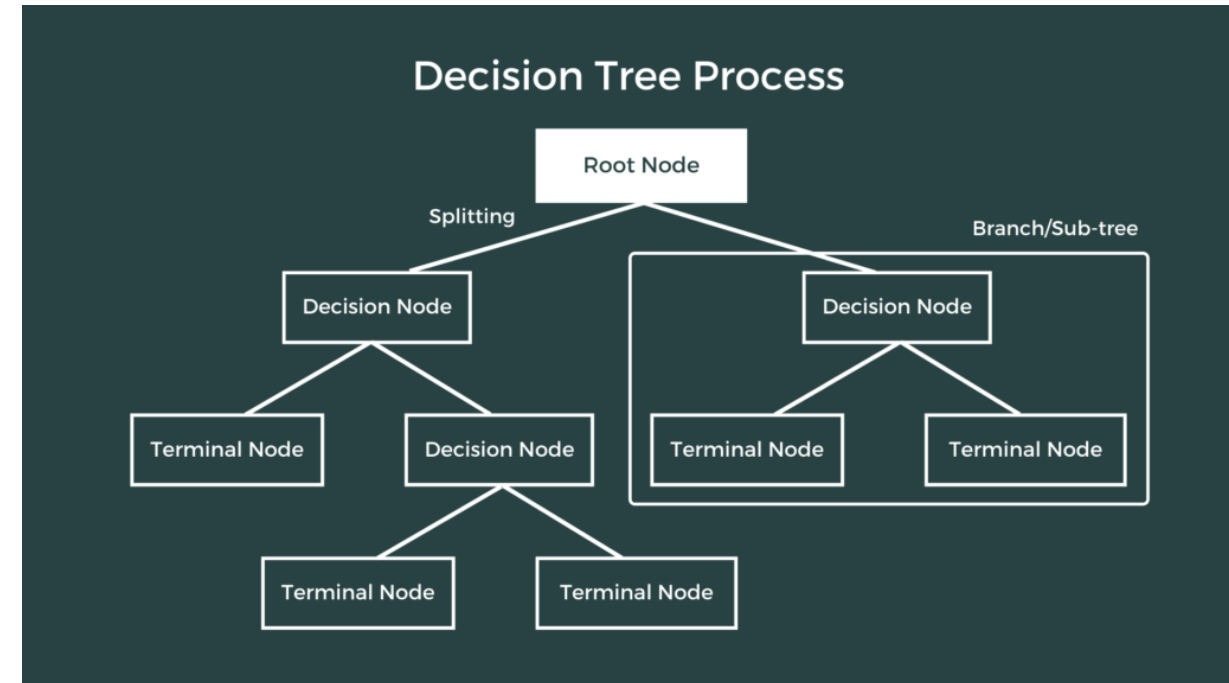 Decision Tree Process
Root Node
Splitting
Branch/Sub-tree
Decision Node
Decision Node
Terminal Node
Decision Node
Terminal Node
Terminal Node
Terminal Node
Terminal Node